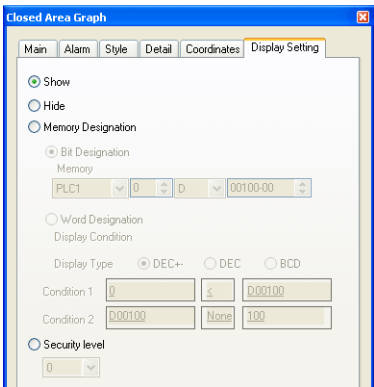 Closed Area Graph
Main Alarm Style Detail Coordinates Display Setting
Show
Hide
Memory Designation
Bit Designation
Memory
PLC1 0 D 00100-00
Word Designation
Display Condition
Display Type DEC+- DEC BCD
Condition 1 0 < D00100
Condition 2 D00100 None 100
Security level
0